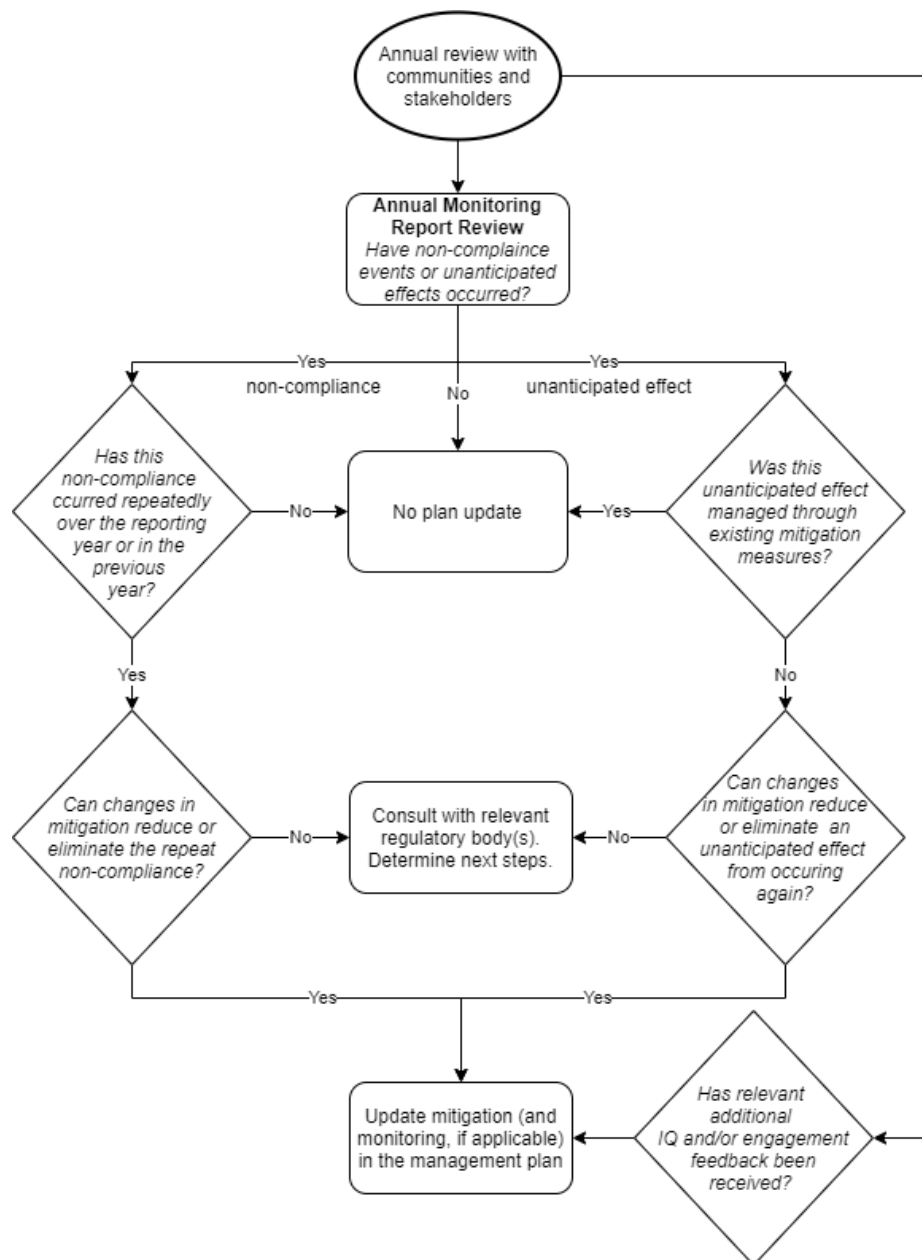 Annual review with
communities and
stakeholders
Annual Monitoring
Report Review
Have non-complaince
events or unanticipated
effects occurred?
Yes
non-compliance
No
Yes
unanticipated effect
Has this
non-compliance
ccurred repeatedly
over the reporting
year or in the
previous
year?
No
No plan update
Yes
Was this
unanticipated effect
managed through
existing mitigation
measures?
Yes
No
Can changes in
mitigation reduce or
eliminate the repeat
non-compliance?
No
Consult with relevant
regulatory body(s).
Determine next steps.
No
Can changes
in mitigation reduce
or eliminate an
unanticipated effect
from occuring
again?
Yes
Yes
Update mitigation (and
monitoring, if applicable)
in the management plan
Has relevant
additional
IQ and/or engagement
feedback been
received?